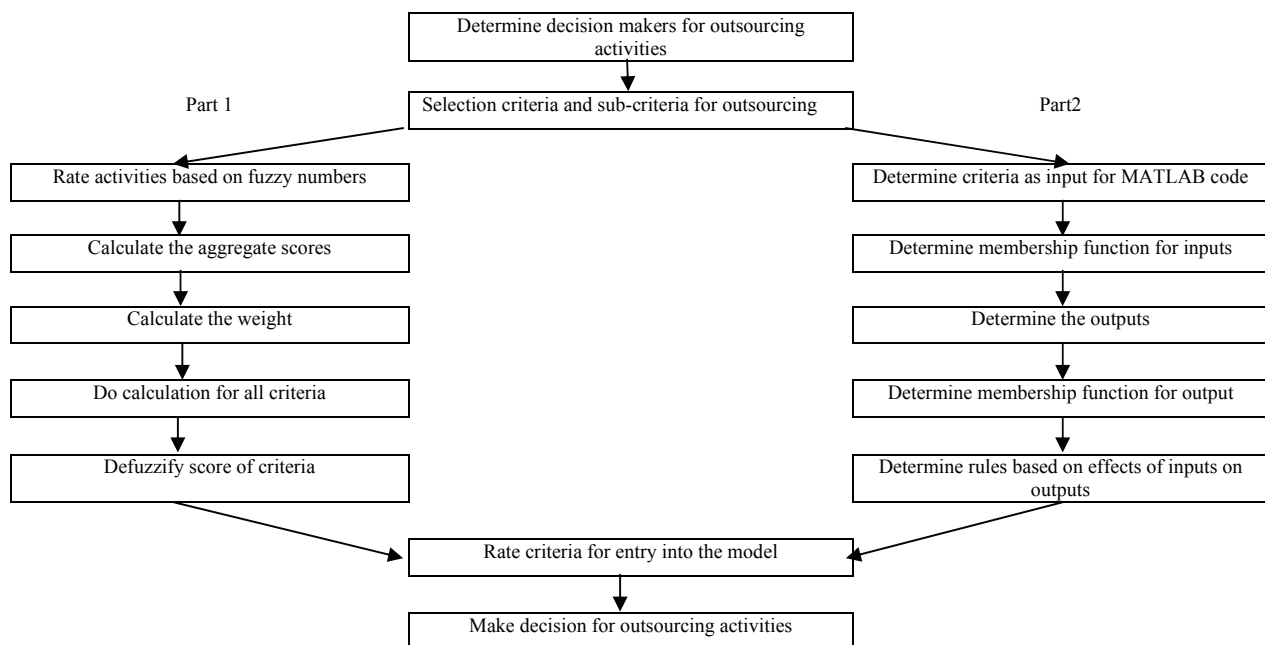 Determine decision makers for outsourcing
activities
Part 1
Selection criteria and sub-criteria for outsourcing
Part2
Rate activities based on fuzzy numbers
Calculate the aggregate scores
Calculate the weight
Do calculation for all criteria
Defuzzify score of criteria
Determine criteria as input for MATLAB code
Determine membership function for inputs
Determine the outputs
Determine membership function for output
Determine rules based on effects of inputs on
outputs
Rate criteria for entry into the model
Make decision for outsourcing activities